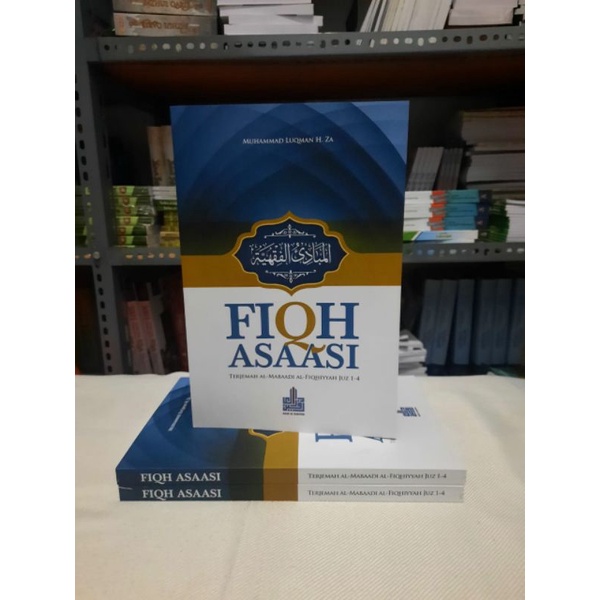 MUHAMMAD LUQMAN H. ZA
المبادئ الفقهية
FIQH
ASAASI
TERJEMAH AL-MABAADI AL-FIQHIYYAH JUZ 1-4
FIQH ASAASI
TERJEMAH AL-MABAADI AL-FIQHIYYAH JUZ 1-4
FIQH ASAASI
TERJEMAH AL-MABAADI AL-FIQHIYYAH JUZ 1-4